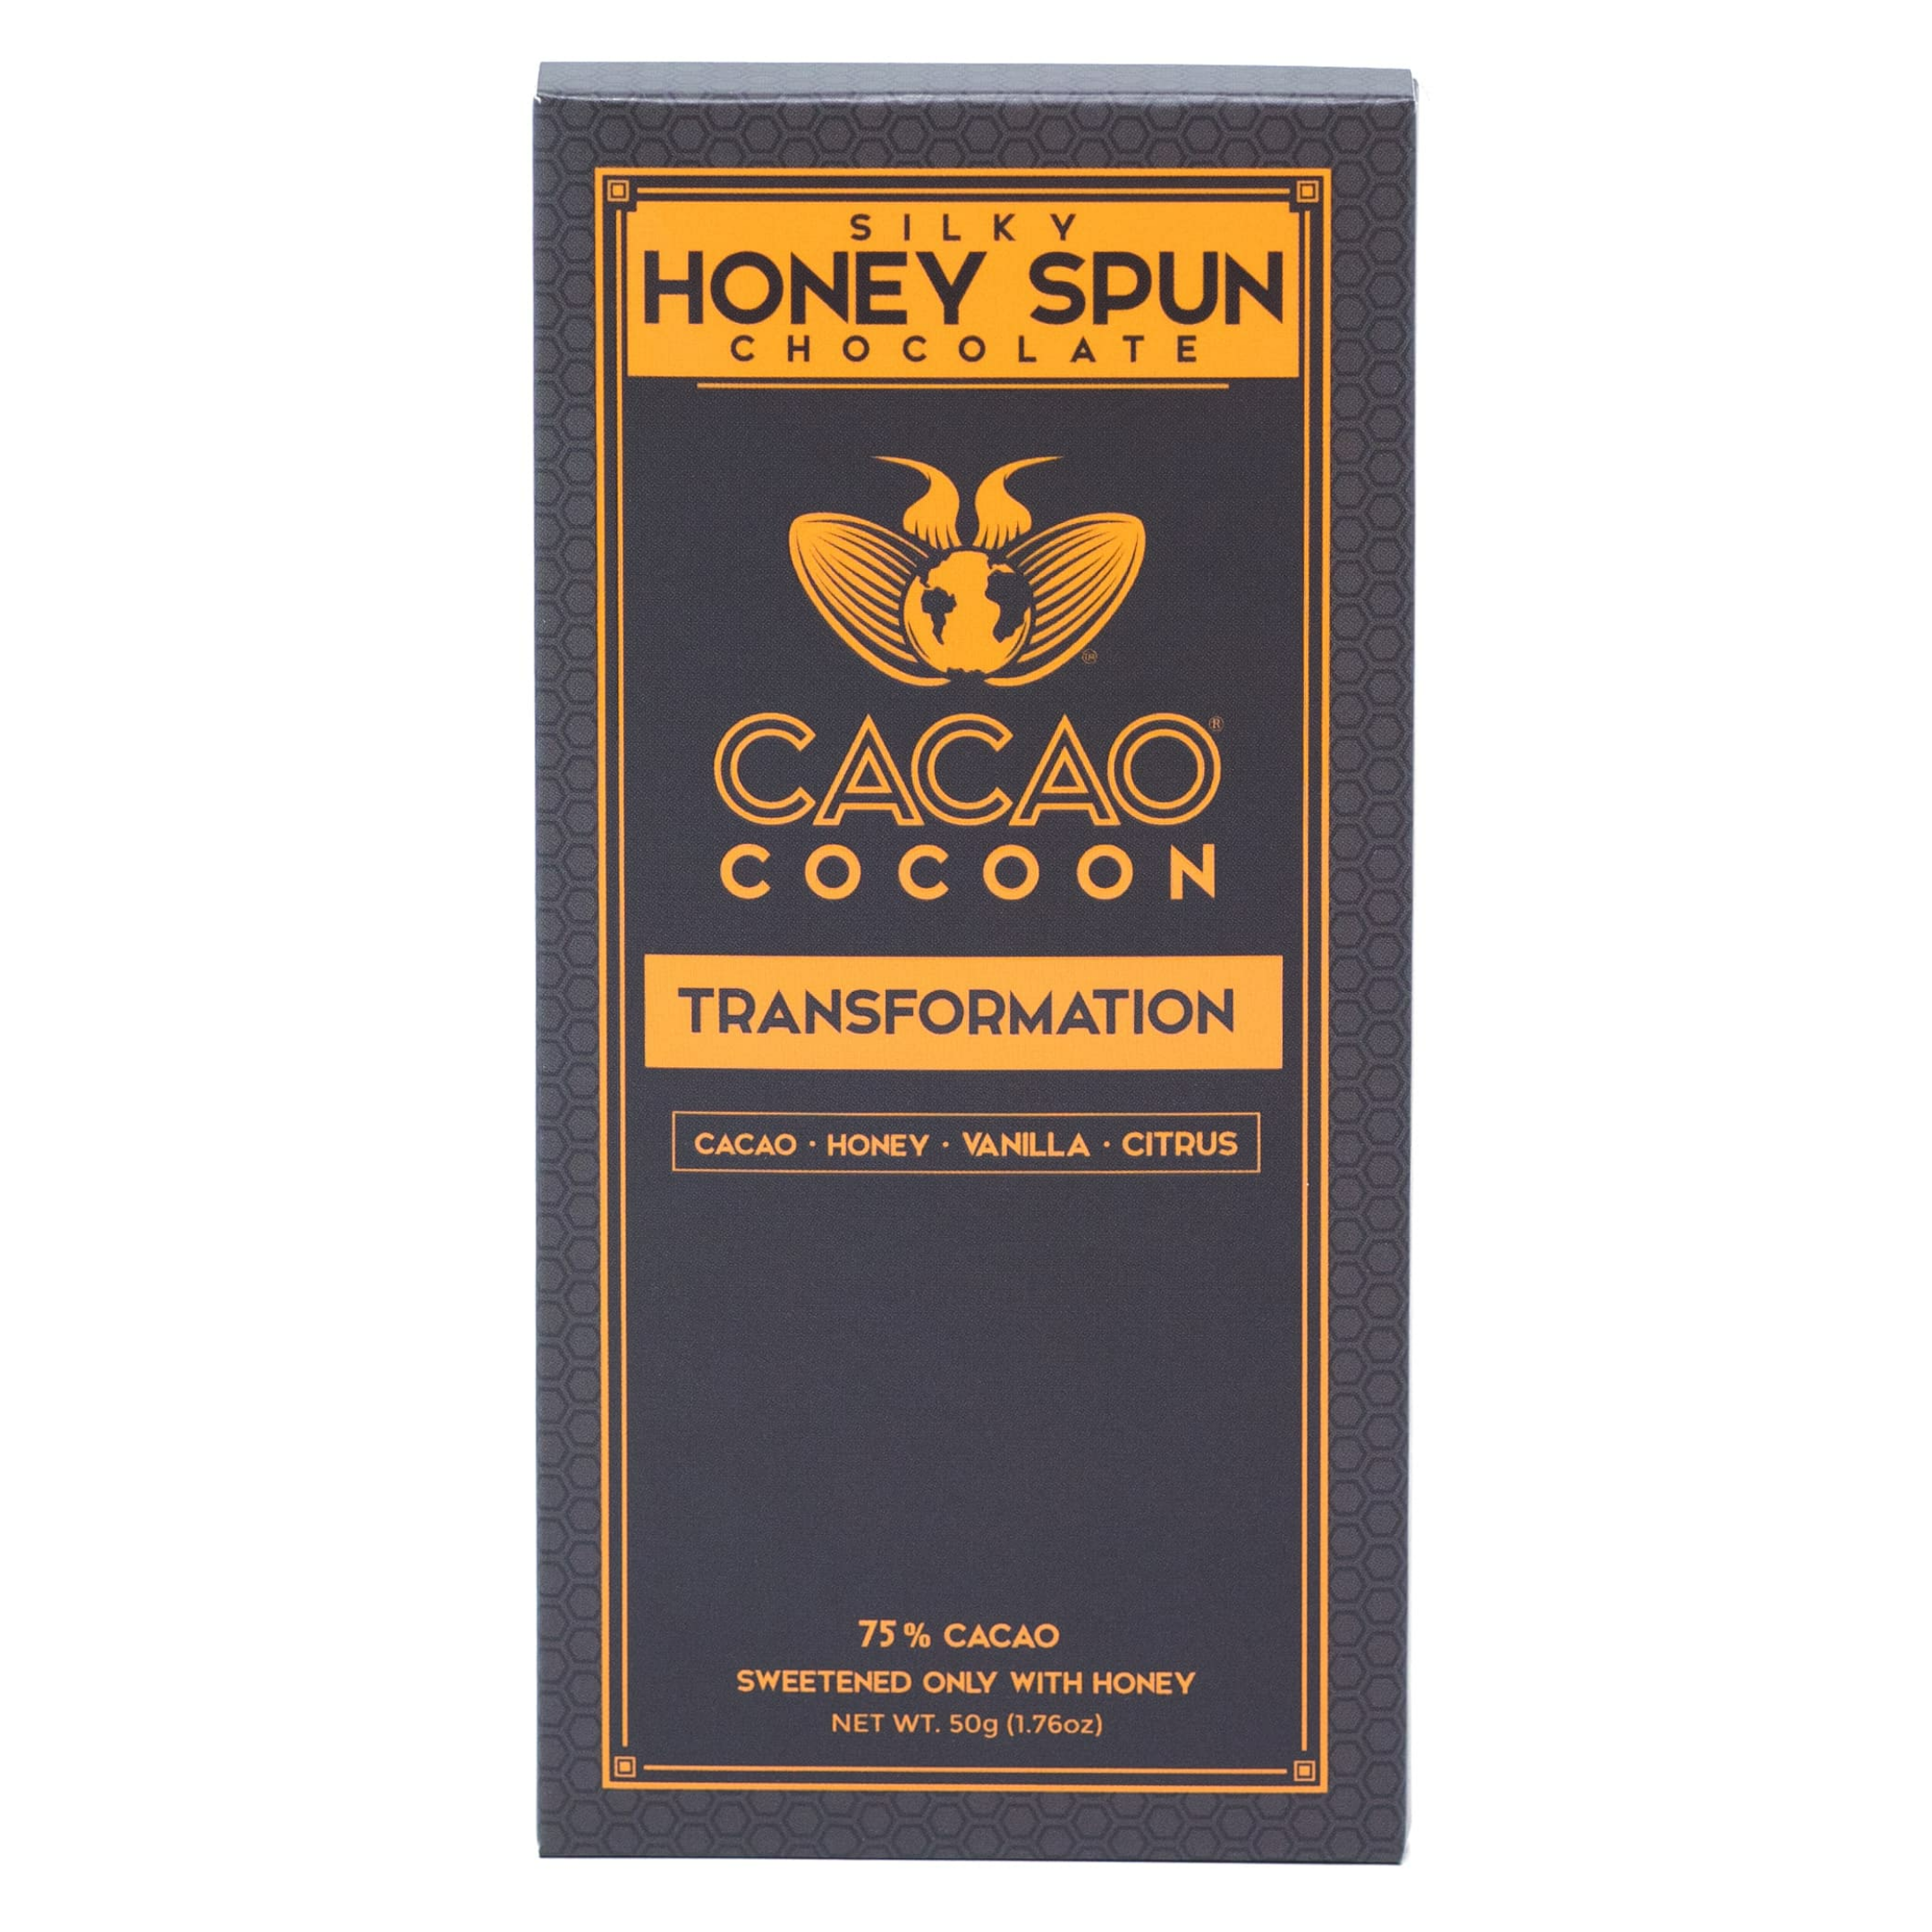 SILKY
HONEY SPUN
CHOCOLATE
CACAO®
COCOON
TRANSFORMATION
CACAO · HONEY · VANILLA · CITRUS
75% CACAO
SWEETENED ONLY WITH HONEY
NET WT. 50g (1.76oz)